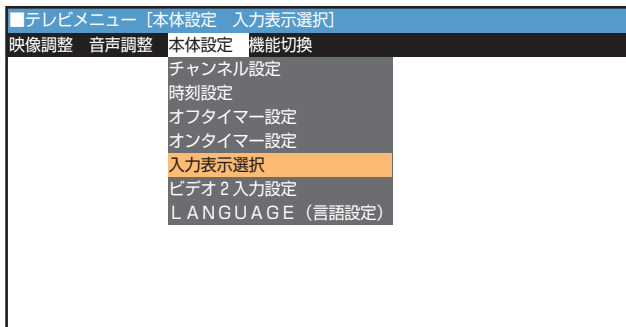 ■テレビメニュー［本体設定　入力表示選択］
映像調整　音声調整　本体設定　機能切換
チャンネル設定
時刻設定
オフタイマー設定
オンタイマー設定
入力表示選択
ビデオ２入力設定
ＬＡＮＧＵＡＧＥ（言語設定）